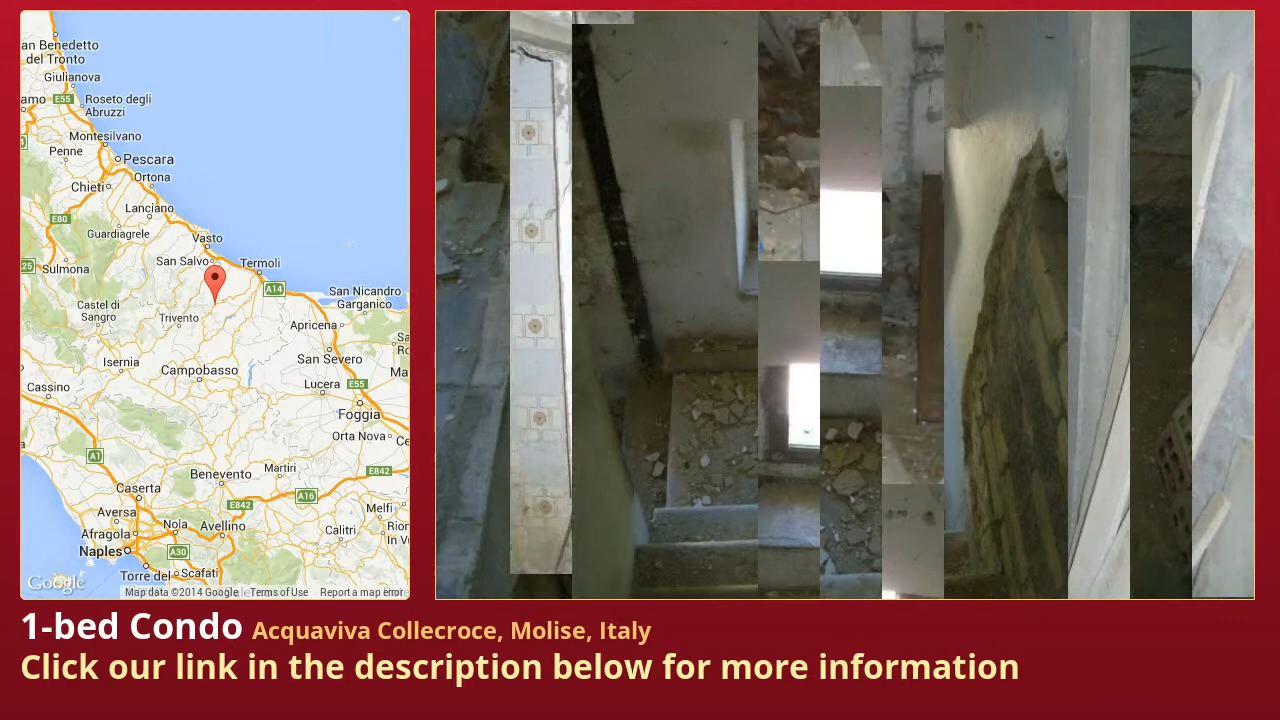 an Benedetto
del Tronto
Giulianova
amo
E55
Roseto degli
Abruzzi
Montesilvano
Penne
Pescara
Ortona
Chieti
Lanciano
E80
Guardiagrele
Vasto
25
Sulmona
San Salvo
Termoli
A14
San Nicandro
Garganico
Castel di
Sangro
Trivento
Apricena
Isernia
San Severo
Campobasso
Cassino
Lucera
E55
Foggia
Orta Nova
A1
Benevento
Martiri
E842
Caserta
A16
E842
Melfi
Aversa
Nola
Avellino
Afragola
Calitri
Naples
A30
Torre del
Scafati
Google
Map data ©2014 Google
Terms of Use
Report a map error
1-bed Condo Acquaviva Collecroce, Molise, Italy
Click our link in the description below for more information